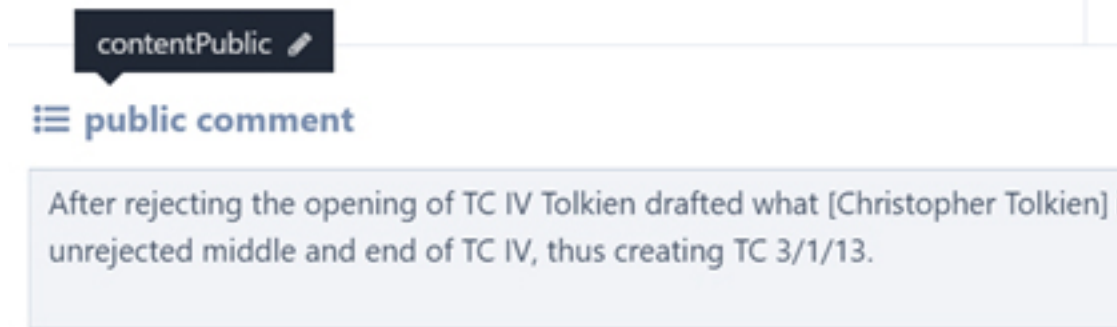 contentPublic
public comment
After rejecting the opening of TC IV Tolkien drafted what [Christopher Tolkien]
unrejected middle and end of TC IV, thus creating TC 3/1/13.